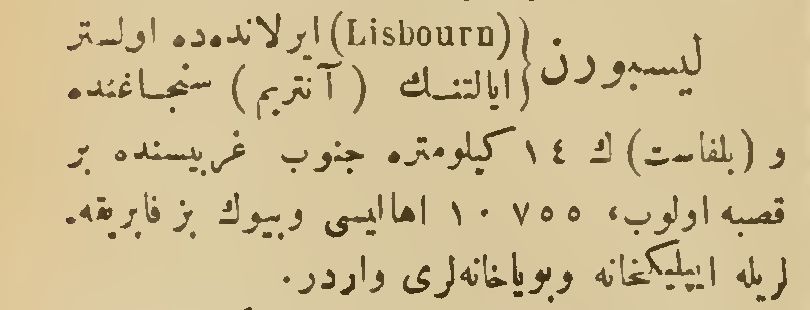 ليسبورن {(Lisbourn) ايرلانده‌ده اولستر
ايالتنك (آنتريم) سنجاغنده
و (بلفاست) ك ١٤ كيلومتره جنوب غربيسنده بر
قصبه اولوب، ١٠٧٥٥ اهاليسى وبيوك بز فابريقه‌
لريله ايپليكخانه وبوياخانه‌لرى واردر.